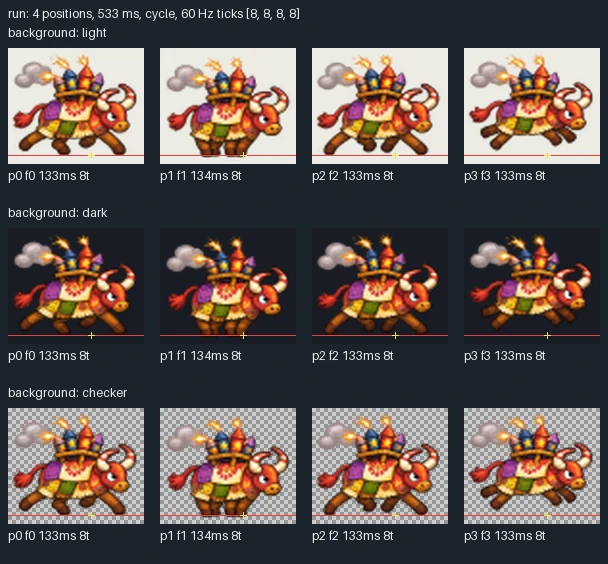 run: 4 positions, 533 ms, cycle, 60 Hz ticks [8, 8, 8, 8]
background: light
p0 f0 133ms 8t
p1 f1 134ms 8t
p2 f2 133ms 8t
p3 f3 133ms 8t
background: dark
p0 f0 133ms 8t
p1 f1 134ms 8t
p2 f2 133ms 8t
p3 f3 133ms 8t
background: checker
p0 f0 133ms 8t
p1 f1 134ms 8t
p2 f2 133ms 8t
p3 f3 133ms 8t